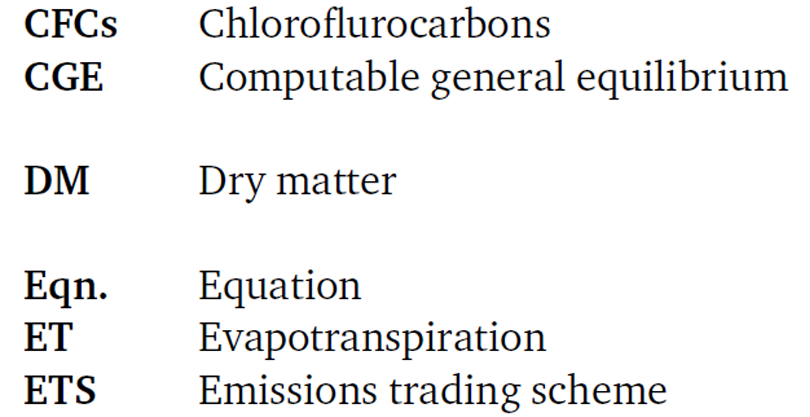 CFCs Chloroflurocarbons
CGE Computable general equilibrium
DM Dry matter
Eqn. Equation
ET Evapotranspiration
ETS Emissions trading scheme